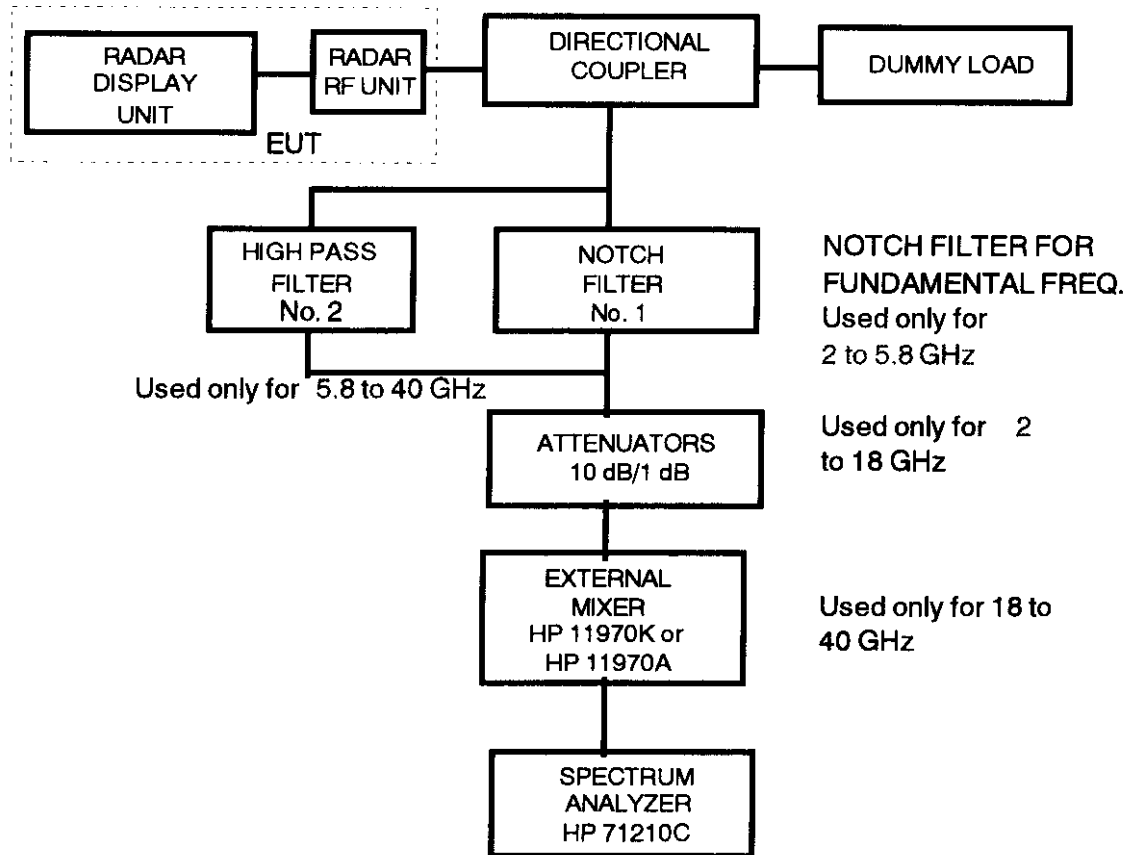 RADAR
DISPLAY
UNIT
RADAR
RF UNIT
EUT
DIRECTIONAL
COUPLER
DUMMY LOAD
HIGH PASS
FILTER
No. 2
NOTCH
FILTER
No. 1
NOTCH FILTER FOR
FUNDAMENTAL FREQ.
Used only for
2 to 5.8 GHz
Used only for 5.8 to 40 GHz
ATTENUATORS
10 dB/1 dB
Used only for 2
to 18 GHz
EXTERNAL
MIXER
HP 11970K or
HP 11970A
Used only for 18 to
40 GHz
SPECTRUM
ANALYZER
HP 71210C